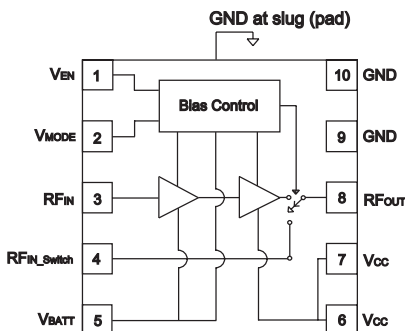 GND at slug (pad)
VEN 1
10 GND
Bias Control
VMODE 2
9 GND
RFIN 3
8 RFOUT
RFIN_Switch 4
7 VCC
VBATT 5
6 VCC